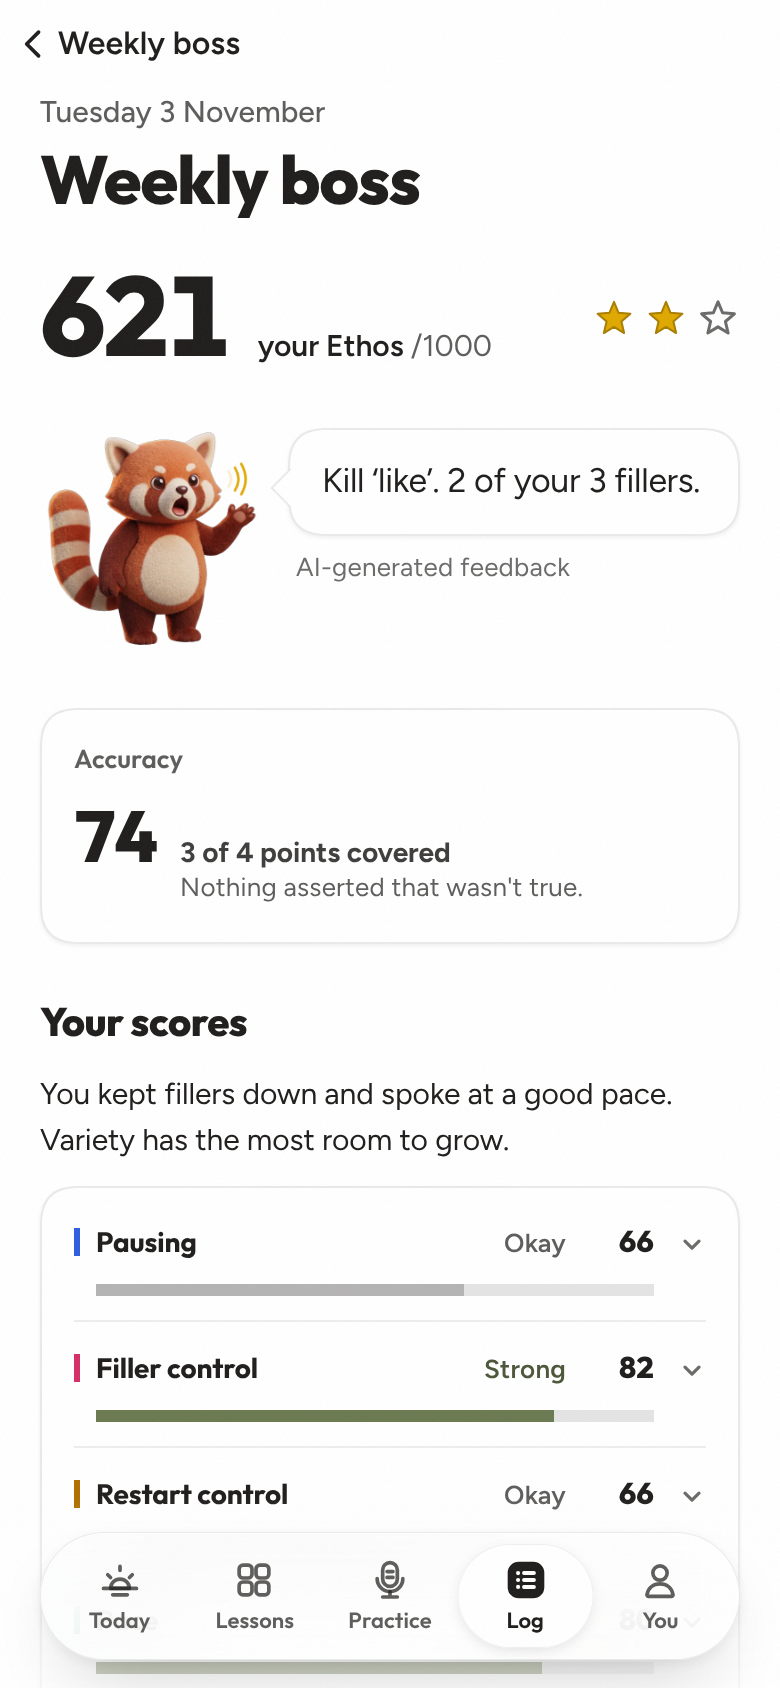 Weekly boss
Tuesday 3 November
Weekly boss
621 your Ethos /1000
Kill ‘like’. 2 of your 3 fillers.
AI-generated feedback
Accuracy
74 3 of 4 points covered
Nothing asserted that wasn't true.
Your scores
You kept fillers down and spoke at a good pace.
Variety has the most room to grow.
Pausing Okay 66
Filler control Strong 82
Restart control Okay 66
Today Lessons Practice Log You